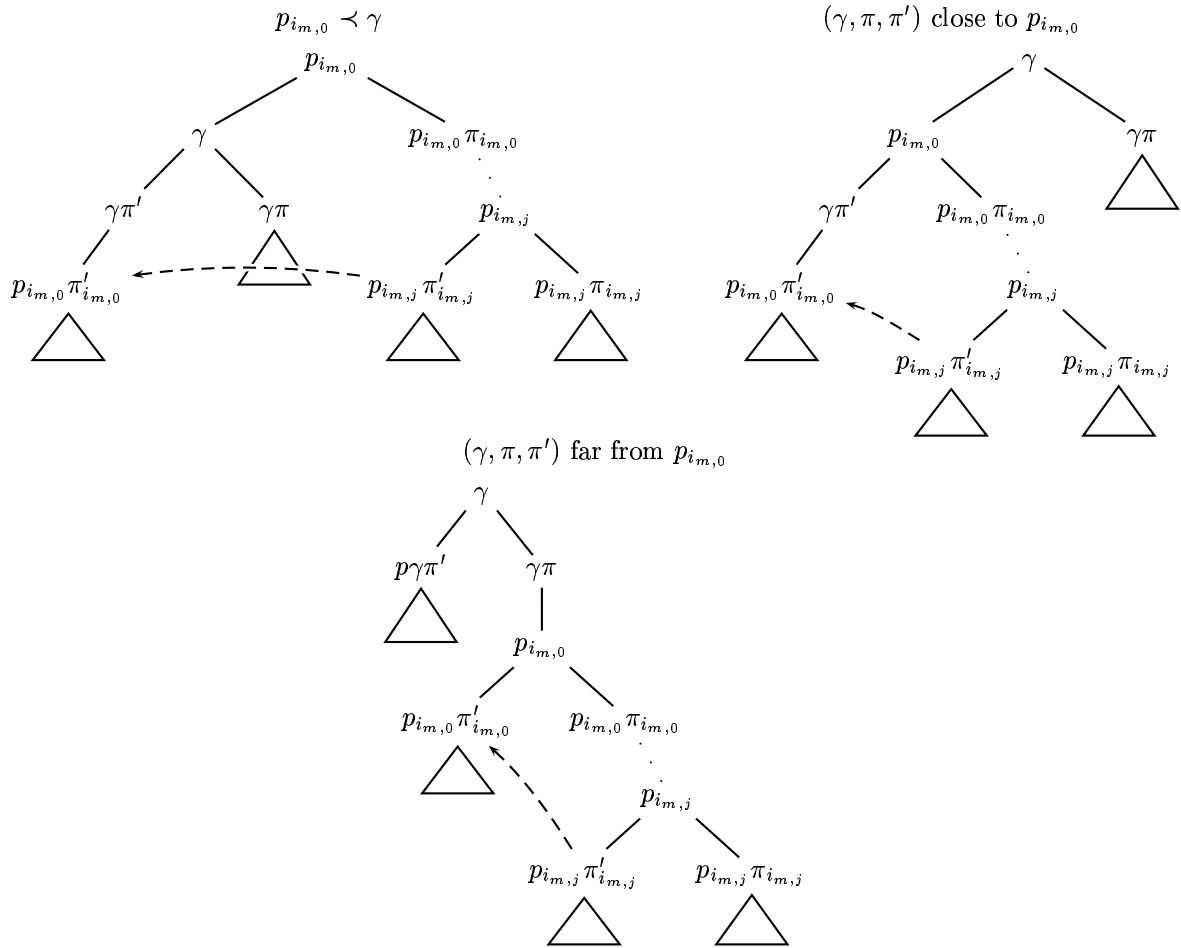 p_{i_{m,0}} ≺ γ
p_{i_{m,0}}
γ p_{i_{m,0}}π_{i_{m,0}}
γπ′ γπ p_{i_{m,j}}
p_{i_{m,0}}π′_{i_{m,0}} p_{i_{m,j}}π′_{i_{m,j}} p_{i_{m,j}}π_{i_{m,j}}
(γ, π, π′) close to p_{i_{m,0}}
γ
p_{i_{m,0}} γπ
γπ′ p_{i_{m,0}}π_{i_{m,0}}
p_{i_{m,0}}π′_{i_{m,0}} p_{i_{m,j}}
p_{i_{m,j}}π′_{i_{m,j}} p_{i_{m,j}}π_{i_{m,j}}
(γ, π, π′) far from p_{i_{m,0}}
γ
pγπ′ γπ
p_{i_{m,0}}
p_{i_{m,0}}π′_{i_{m,0}} p_{i_{m,0}}π_{i_{m,0}}
p_{i_{m,j}}
p_{i_{m,j}}π′_{i_{m,j}} p_{i_{m,j}}π_{i_{m,j}}